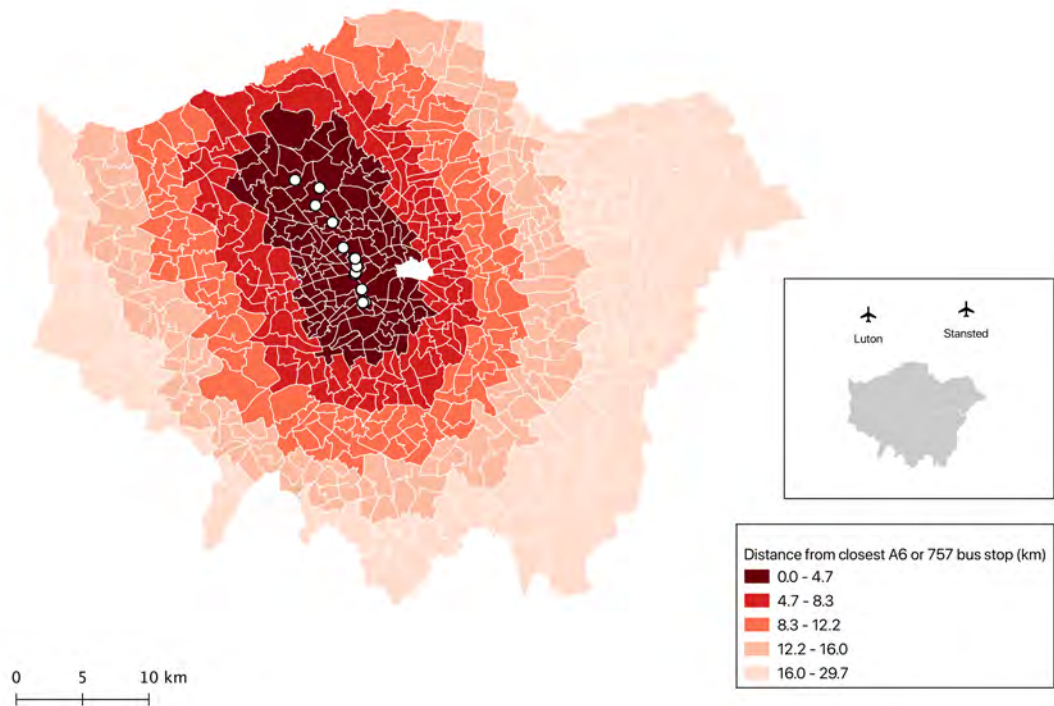 Luton
Stansted
Distance from closest A6 or 757 bus stop (km)
0.0 - 4.7
4.7 - 8.3
8.3 - 12.2
12.2 - 16.0
16.0 - 29.7
0 5 10 km